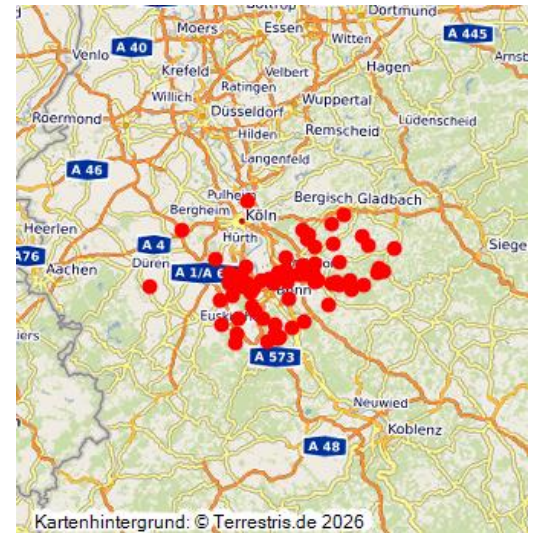 Dortmund
Moers
Essen
A 445
A 40
Witten
Venlo
Arnsb
Krefeld
Velbert
Hagen
Willich
Ratingen
Wuppertal
Roermond
Düsseldorf
Lüdenscheid
Hilden
Remscheid
Langenfeld
A 46
Pulheim
Bergisch Gladbach
Bergheim
Köln
Heerlen
Hürth
Siege
A 4
A76
Düren
Aachen
A 1/A 6
Bonn
Eusk
iers
A 573
Neuwied
Koblenz
A 48
Kartenhintergrund: © Terrestris.de 2026